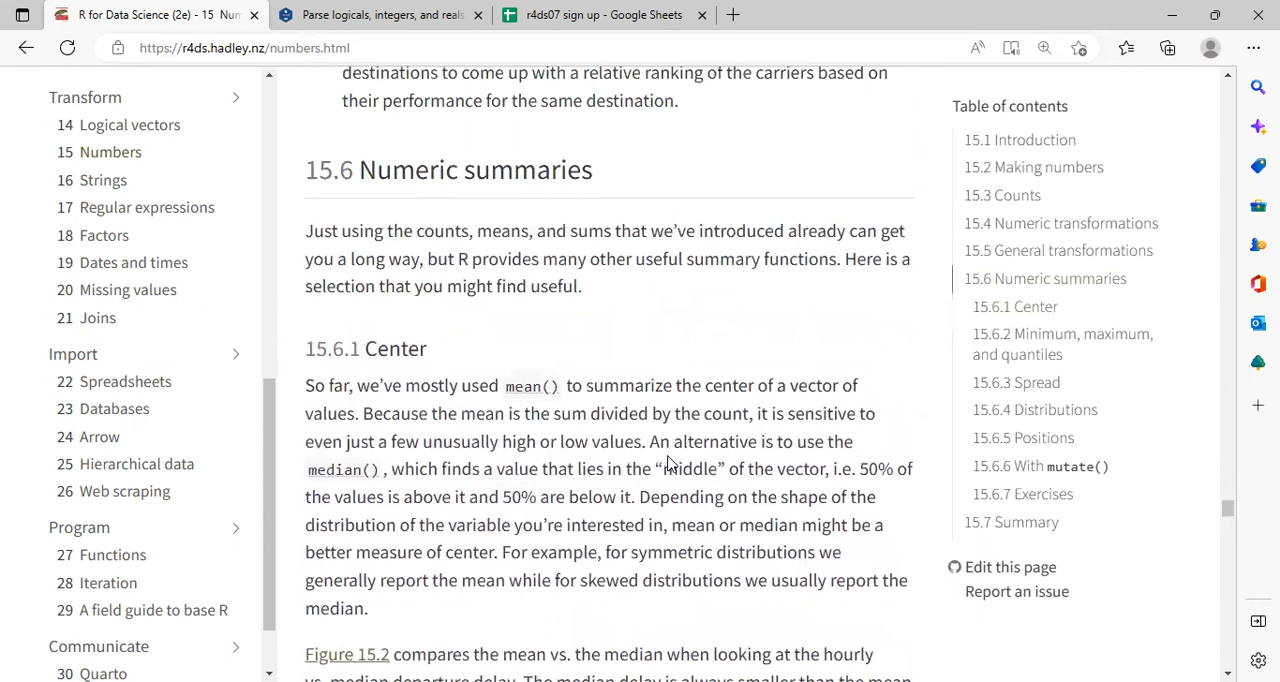 R for Data Science (2e) - 15 Num
Parse logicals, integers, and reals
r4ds07 sign up - Google Sheets
https://r4ds.hadley.nz/numbers.html
Transform
14 Logical vectors
15 Numbers
16 Strings
17 Regular expressions
18 Factors
19 Dates and times
20 Missing values
21 Joins
Import
22 Spreadsheets
23 Databases
24 Arrow
25 Hierarchical data
26 Web scraping
Program
27 Functions
28 Iteration
29 A field guide to base R
Communicate
30 Quarto
destinations to come up with a relative ranking of the carriers based on
their performance for the same destination.
15.6 Numeric summaries
Just using the counts, means, and sums that we’ve introduced already can get
you a long way, but R provides many other useful summary functions. Here is a
selection that you might find useful.
15.6.1 Center
So far, we’ve mostly used mean() to summarize the center of a vector of
values. Because the mean is the sum divided by the count, it is sensitive to
even just a few unusually high or low values. An alternative is to use the
median(), which finds a value that lies in the “middle” of the vector, i.e. 50% of
the values is above it and 50% are below it. Depending on the shape of the
distribution of the variable you’re interested in, mean or median might be a
better measure of center. For example, for symmetric distributions we
generally report the mean while for skewed distributions we usually report the
median.
Figure 15.2 compares the mean vs. the median when looking at the hourly
vs. median departure delay. The median delay is always smaller than the mean
Table of contents
15.1 Introduction
15.2 Making numbers
15.3 Counts
15.4 Numeric transformations
15.5 General transformations
15.6 Numeric summaries
15.6.1 Center
15.6.2 Minimum, maximum,
and quantiles
15.6.3 Spread
15.6.4 Distributions
15.6.5 Positions
15.6.6 With mutate()
15.6.7 Exercises
15.7 Summary
Edit this page
Report an issue